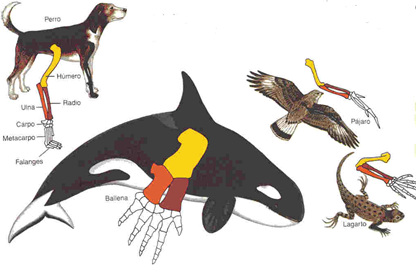 Perro
Húmero
Ulna
Radio
Carpo
Metacarpo
Falanges
Ballena
Pájaro
Lagarto